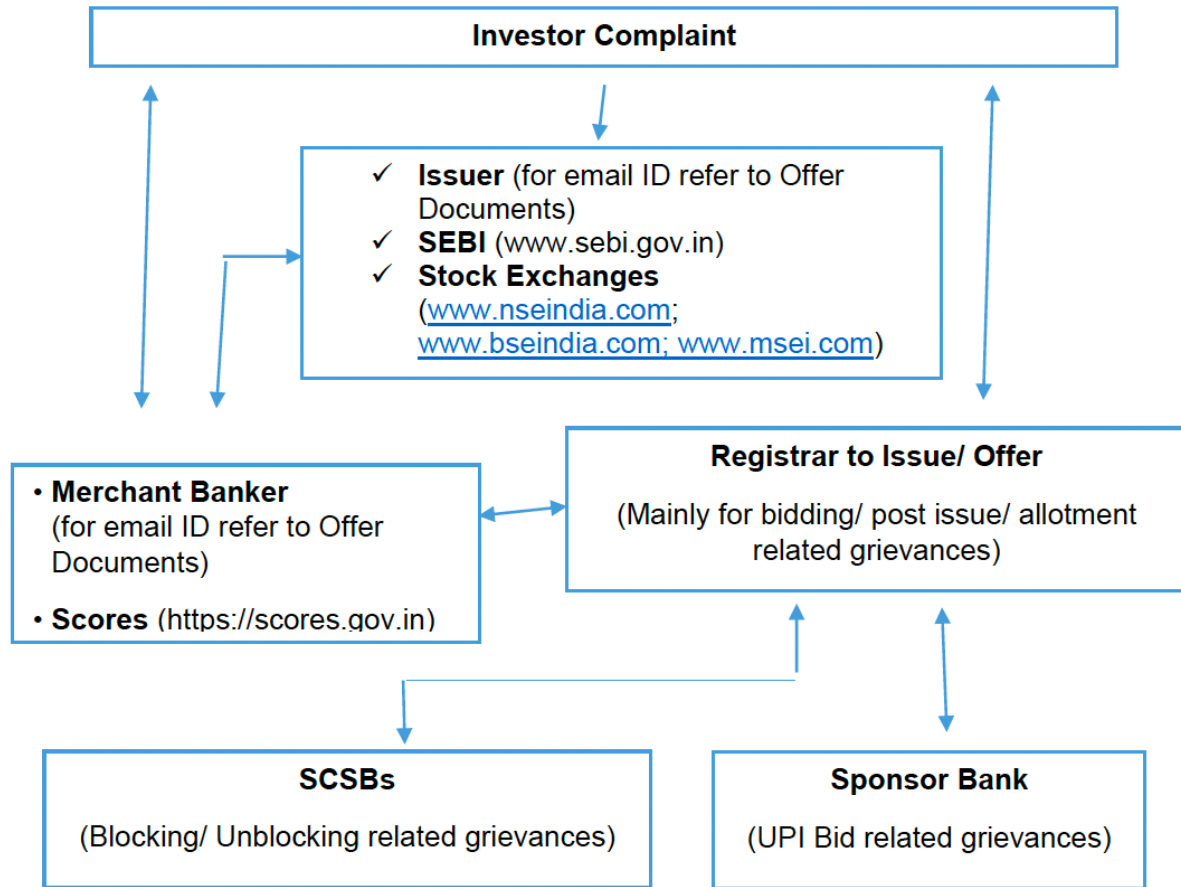 Investor Complaint
✓ Issuer (for email ID refer to Offer
Documents)
✓ SEBI (www.sebi.gov.in)
✓ Stock Exchanges
(www.nseindia.com;
www.bseindia.com; www.msei.com)
• Merchant Banker
(for email ID refer to Offer
Documents)
• Scores (https://scores.gov.in)
Registrar to Issue/ Offer
(Mainly for bidding/ post issue/ allotment
related grievances)
SCSBs
(Blocking/ Unblocking related grievances)
Sponsor Bank
(UPI Bid related grievances)